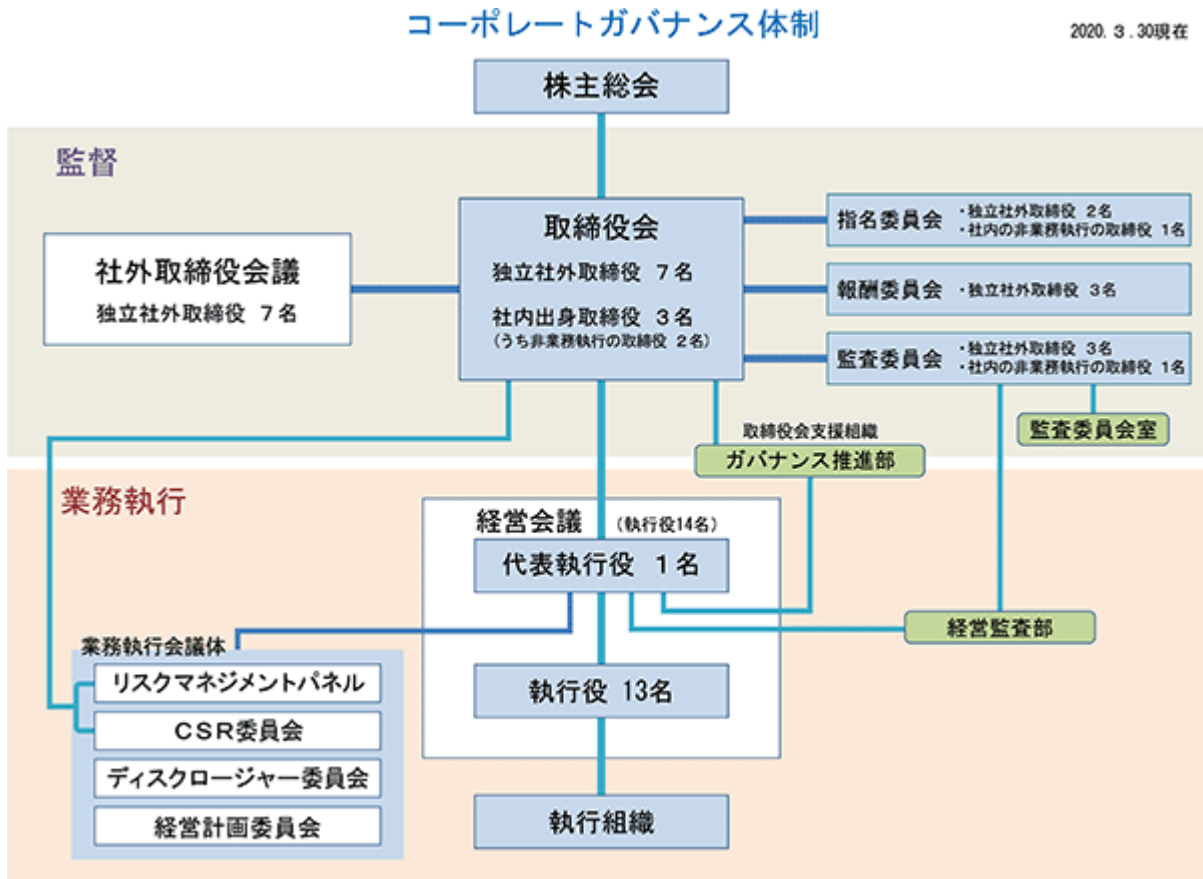 コーポレートガバナンス体制
2020. 3 .30現在
株主総会
監督
取締役会
独立社外取締役 7名
社内出身取締役 3名
(うち非業務執行の取締役 2名)
社外取締役会議
独立社外取締役 7名
指名委員会
・独立社外取締役 2名
・社内の非業務執行の取締役 1名
報酬委員会
・独立社外取締役 3名
監査委員会
・独立社外取締役 3名
・社内の非業務執行の取締役 1名
監査委員会室
取締役会支援組織
ガバナンス推進部
業務執行
経営会議 (執行役14名)
代表執行役 1名
経営監査部
業務執行会議体
リスクマネジメントパネル
CSR委員会
ディスクロージャー委員会
経営計画委員会
執行役 13名
執行組織